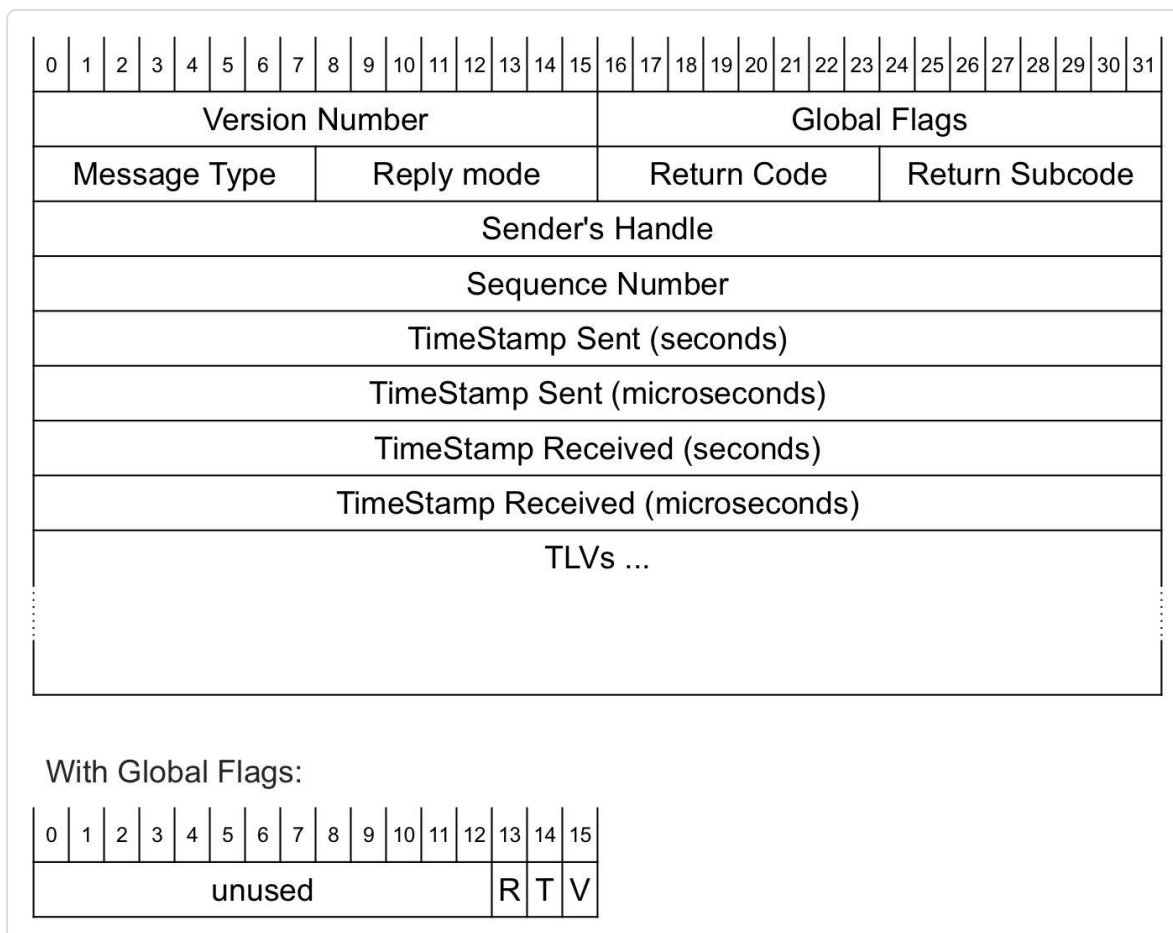 0 1 2 3 4 5 6 7 8 9 10 11 12 13 14 15 16 17 18 19 20 21 22 23 24 25 26 27 28 29 30 31
Version Number Global Flags
Message Type Reply mode Return Code Return Subcode
Sender's Handle
Sequence Number
TimeStamp Sent (seconds)
TimeStamp Sent (microseconds)
TimeStamp Received (seconds)
TimeStamp Received (microseconds)
TLVs ...
With Global Flags:
0 1 2 3 4 5 6 7 8 9 10 11 12 13 14 15
unused R T V